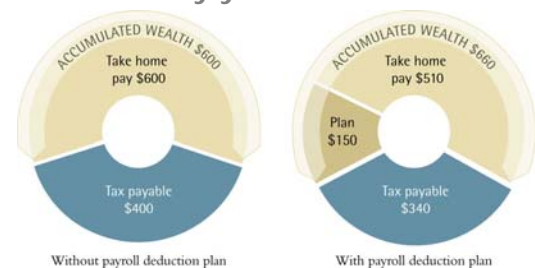 ACCUMULATED WEALTH $600
Take home
pay $600
Tax payable
$400
Without payroll deduction plan
ACCUMULATED WEALTH $660
Take home
pay $510
Plan
$150
Tax payable
$340
With payroll deduction plan